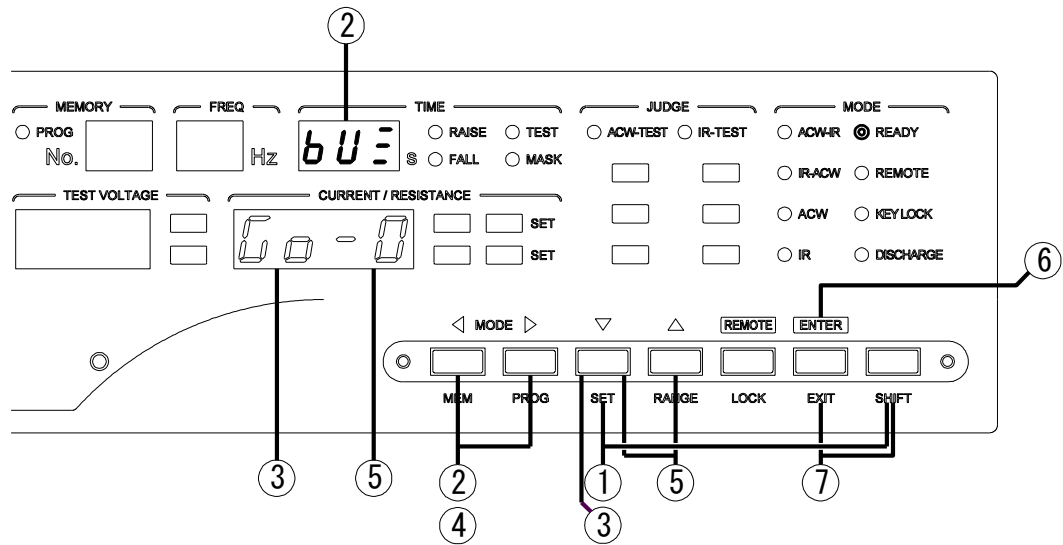 ②
MEMORY FREQ TIME JUDGE MODE
PROG RAISE TEST ACW-TEST IR-TEST ACW-IR READY
No. Hz s FALL MASK
IR-ACW REMOTE
TEST VOLTAGE CURRENT / RESISTANCE
SET ACW KEY LOCK
Co-0
SET IR DISCHARGE
⑥
◁ MODE ▷ ▽ △ REMOTE ENTER
MEM PROG SET RANGE LOCK EXIT SHIFT
③ ⑤ ② ① ⑤ ⑦
④ ③